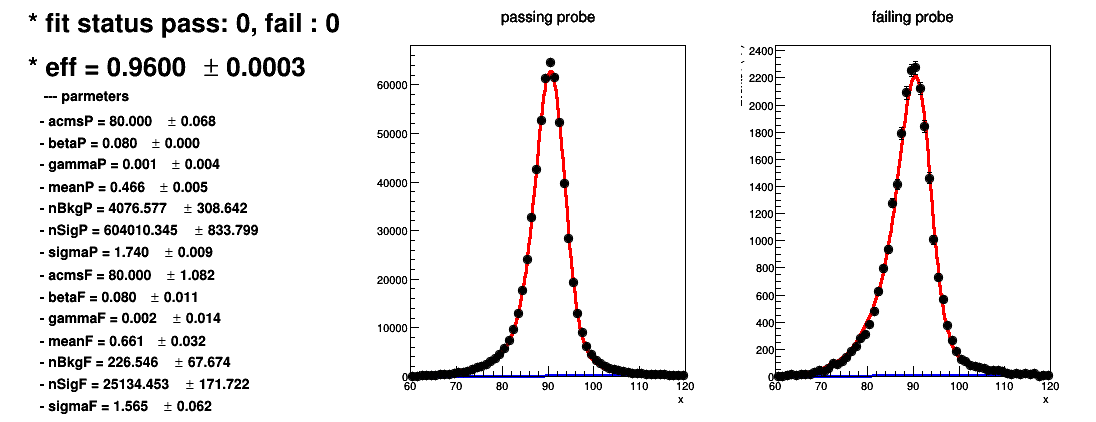 * fit status pass: 0, fail : 0
* eff = 0.9600 ± 0.0003
--- parmeters
- acmsP = 80.000 ± 0.068
- betaP = 0.080 ± 0.000
- gammaP = 0.001 ± 0.004
- meanP = 0.466 ± 0.005
- nBkgP = 4076.577 ± 308.642
- nSigP = 604010.345 ± 833.799
- sigmaP = 1.740 ± 0.009
- acmsF = 80.000 ± 1.082
- betaF = 0.080 ± 0.011
- gammaF = 0.002 ± 0.014
- meanF = 0.661 ± 0.032
- nBkgF = 226.546 ± 67.674
- nSigF = 25134.453 ± 171.722
- sigmaF = 1.565 ± 0.062
passing probe
60000
50000
40000
30000
20000
10000
0
60 70 80 90 100 110 120
x
failing probe
2400
2200
2000
1800
1600
1400
1200
1000
800
600
400
200
0
60 70 80 90 100 110 120
x